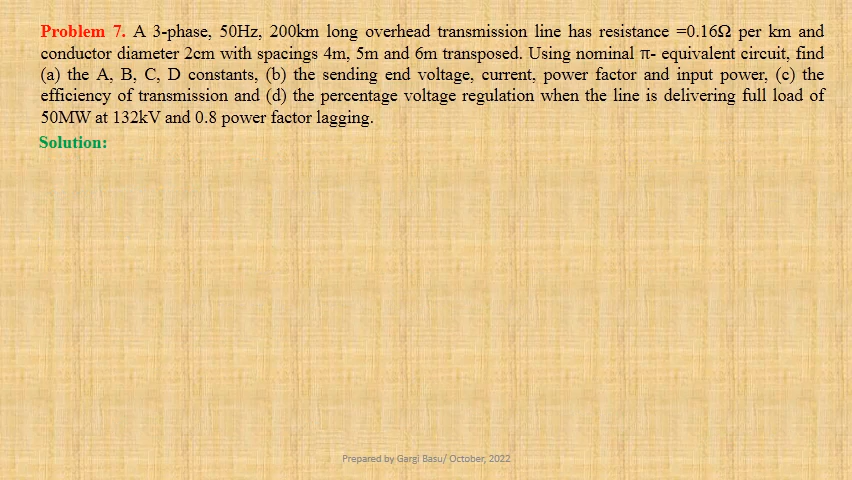 Problem 7. A 3-phase, 50Hz, 200km long overhead transmission line has resistance =0.16Ω per km and
conductor diameter 2cm with spacings 4m, 5m and 6m transposed. Using nominal π- equivalent circuit, find
(a) the A, B, C, D constants, (b) the sending end voltage, current, power factor and input power, (c) the
efficiency of transmission and (d) the percentage voltage regulation when the line is delivering full load of
50MW at 132kV and 0.8 power factor lagging.
Solution:
Prepared by Gargi Basu/ October, 2022